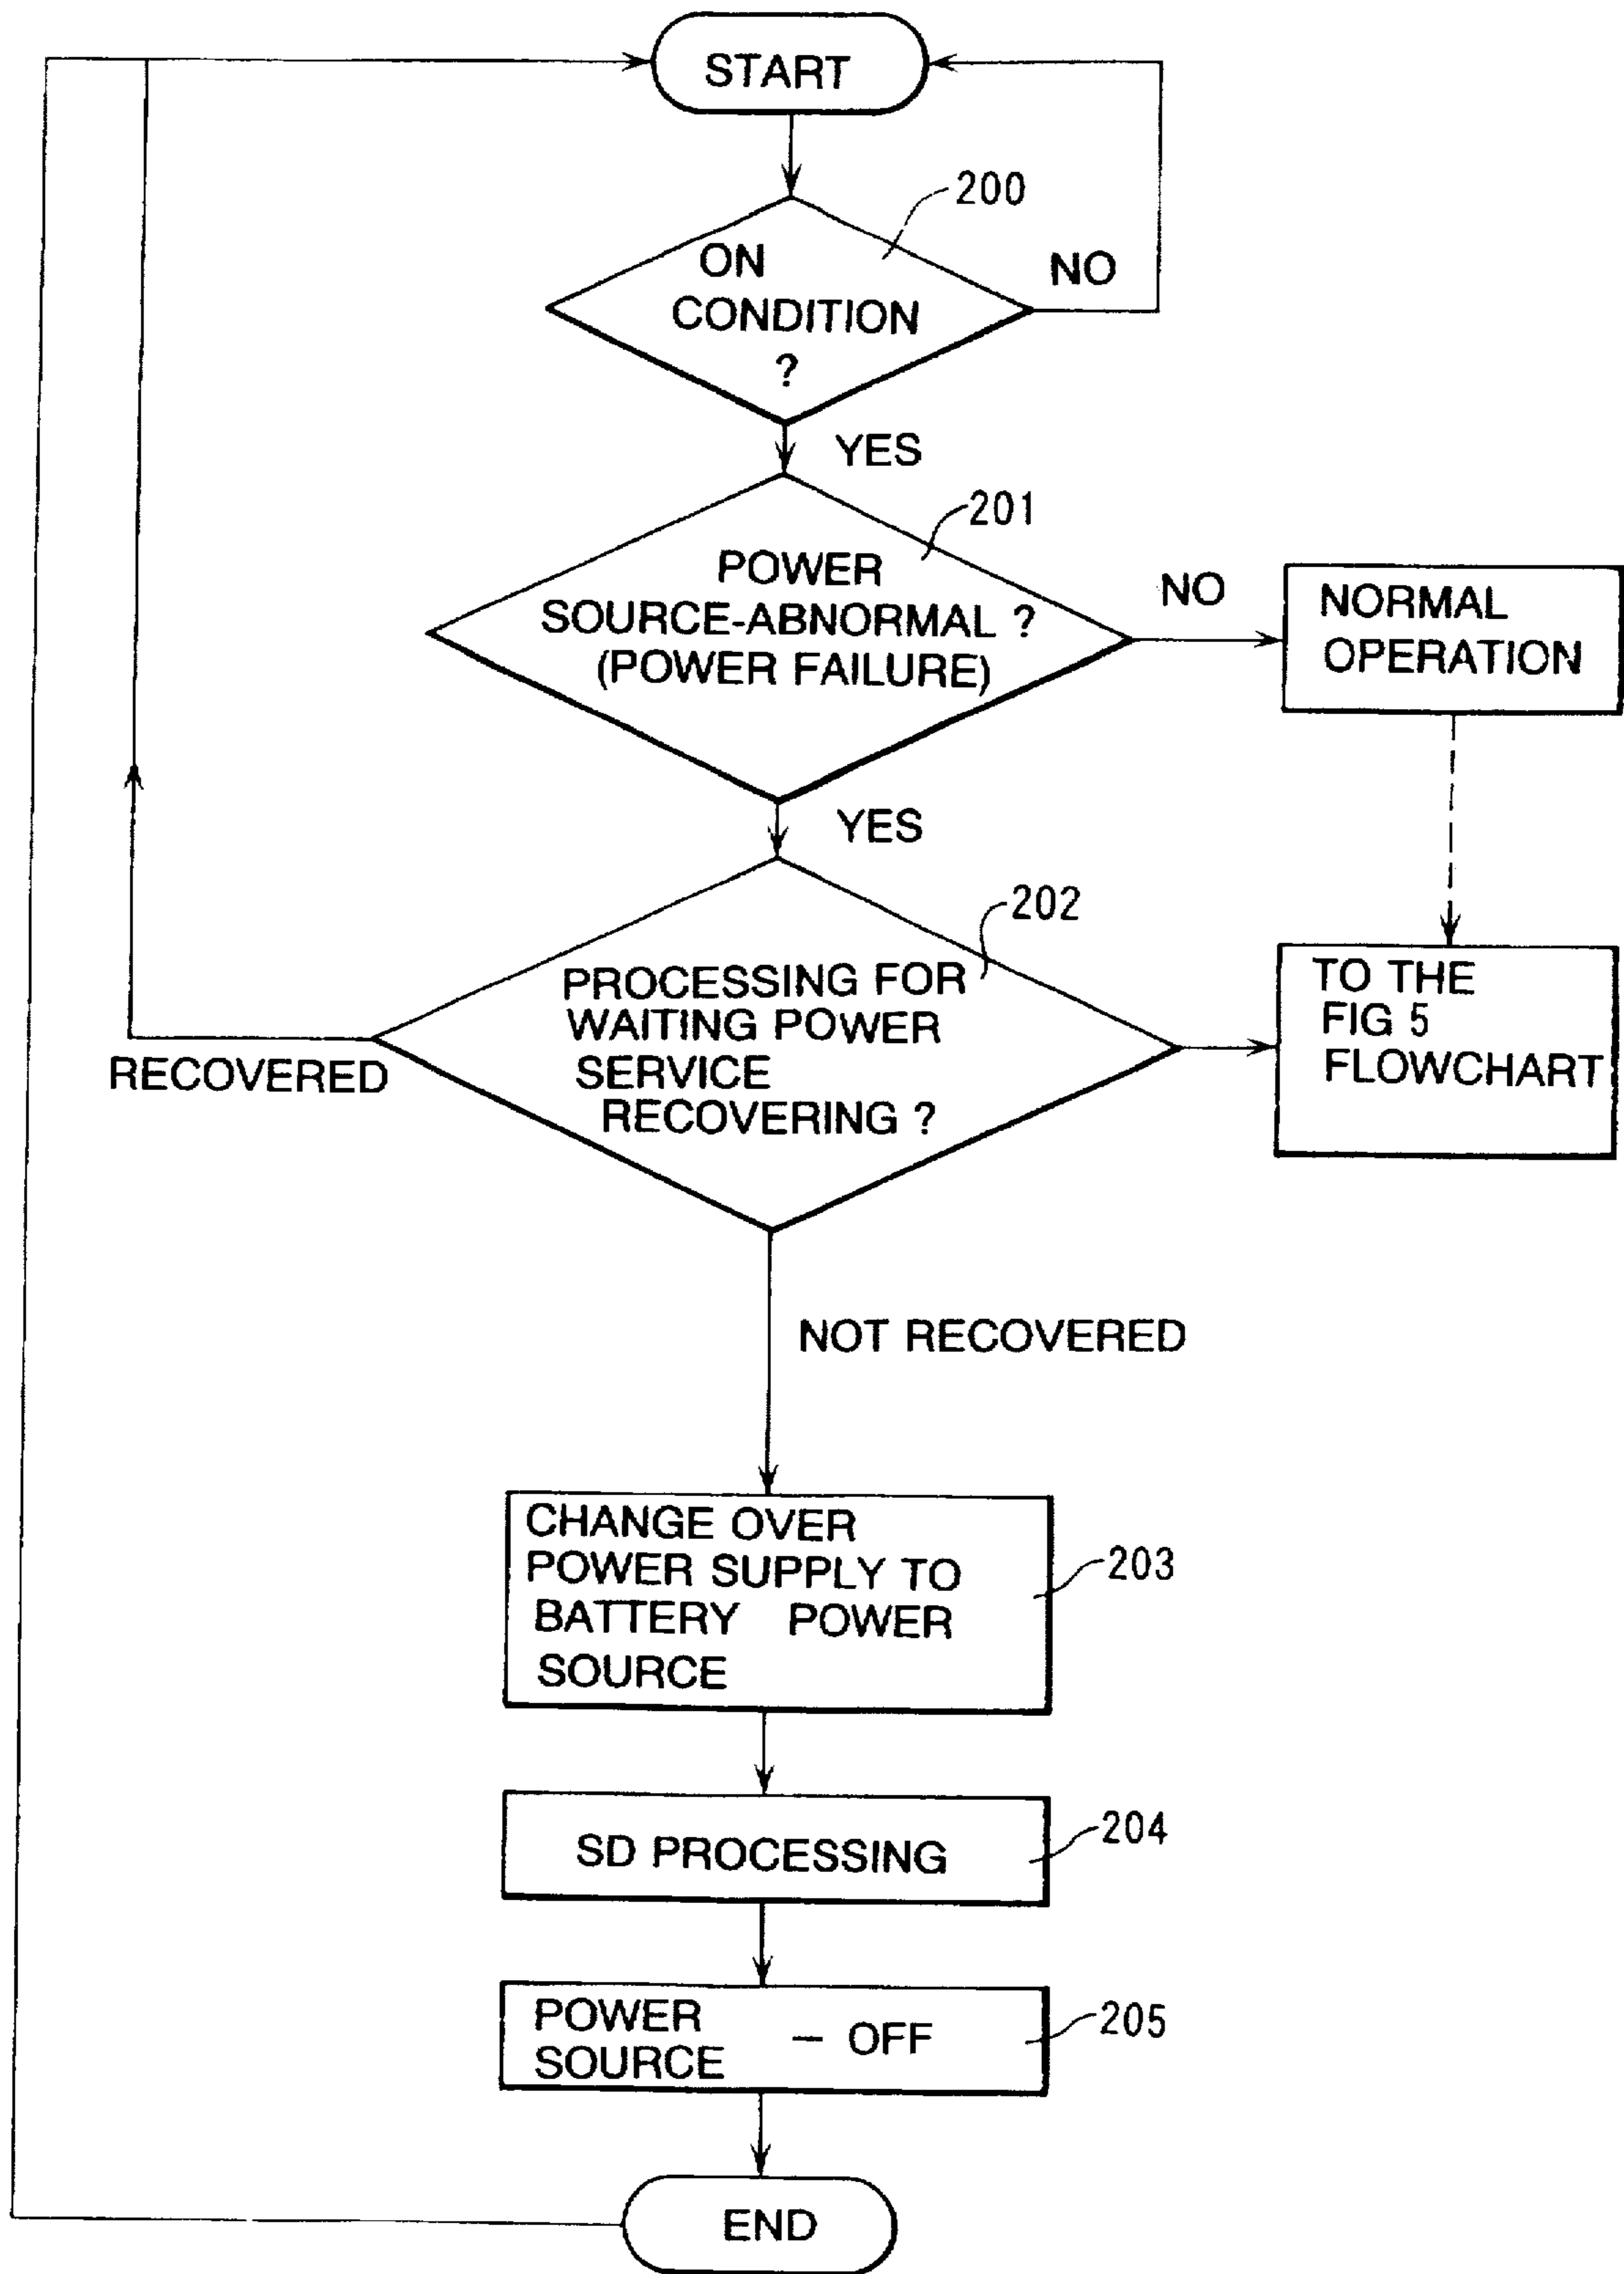 START
200
ON
CONDITION
?
NO
YES
201
POWER
SOURCE-ABNORMAL ?
(POWER FAILURE)
NO
NORMAL
OPERATION
YES
202
PROCESSING FOR
WAITING POWER
SERVICE
RECOVERING ?
RECOVERED
TO THE
FIG 5
FLOWCHART
NOT RECOVERED
CHANGE OVER
POWER SUPPLY TO
BATTERY POWER
SOURCE
203
SD PROCESSING
204
POWER
SOURCE
– OFF
205
END